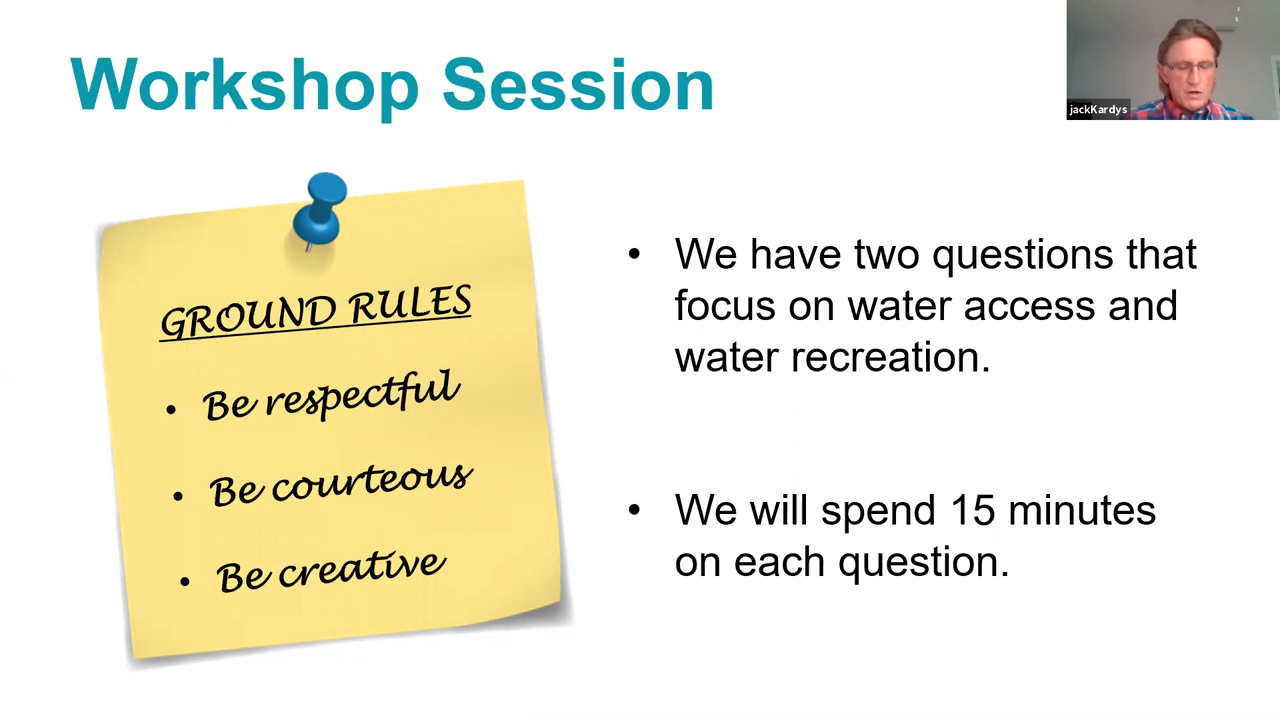 Workshop Session
jackKardys
GROUND RULES
• Be respectful
• Be courteous
• Be creative
• We have two questions that
focus on water access and
water recreation.
• We will spend 15 minutes
on each question.